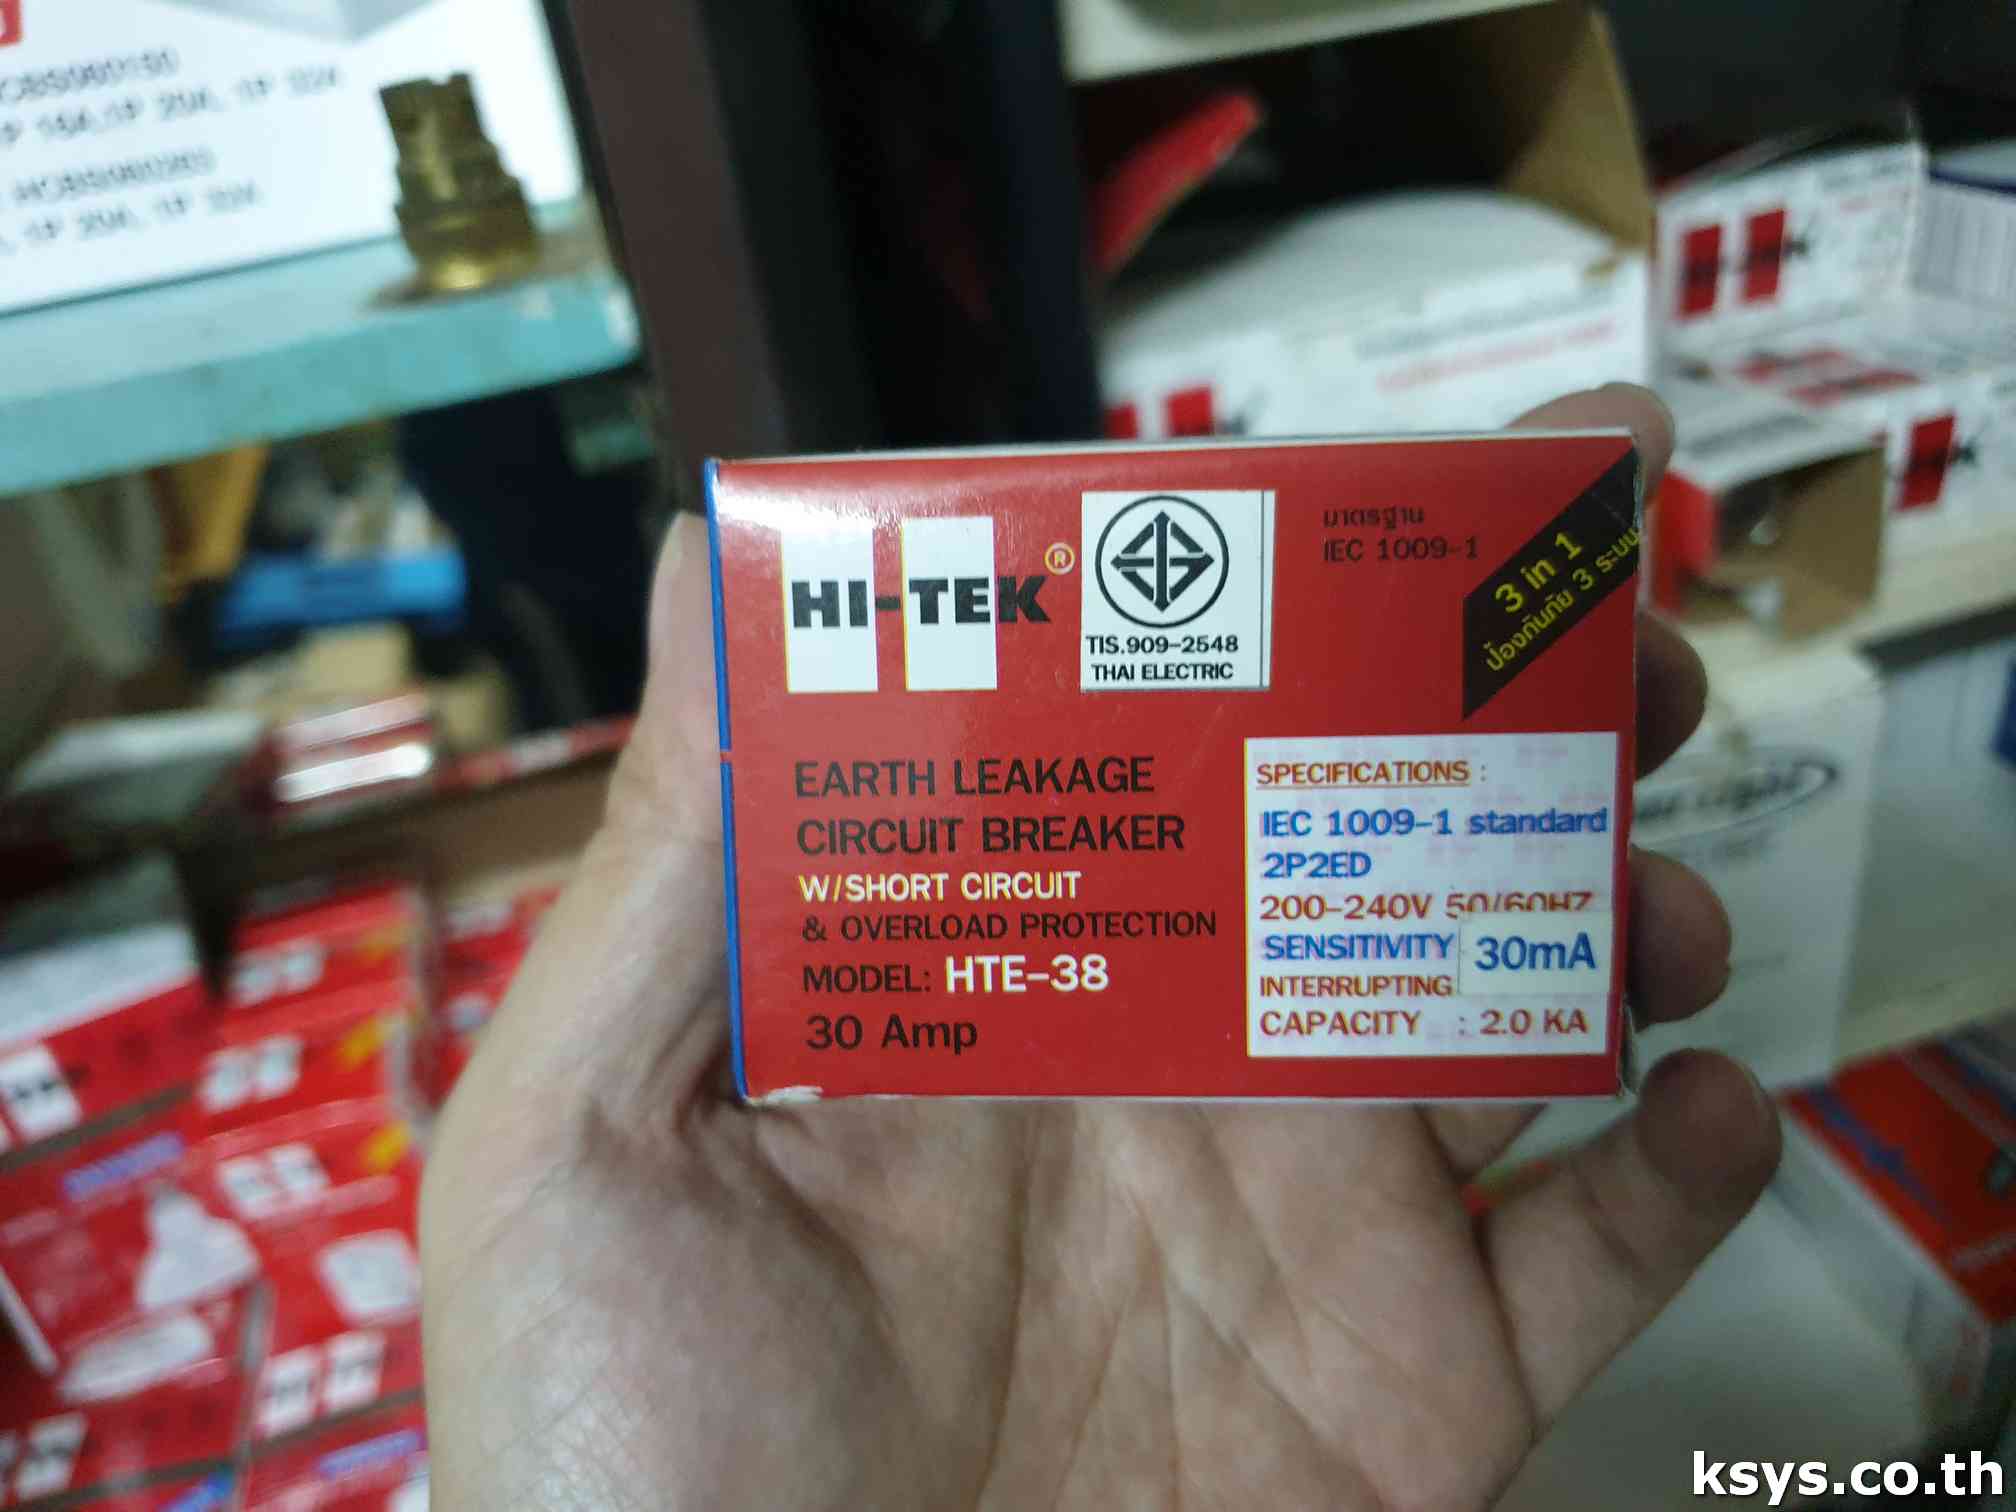 HI-TEK®
TIS.909-2548
THAI ELECTRIC
มาตรฐาน
IEC 1009-1
3 in 1
ป้องกันภัย 3 ระบบ
EARTH LEAKAGE
CIRCUIT BREAKER
W/SHORT CIRCUIT
& OVERLOAD PROTECTION
MODEL: HTE-38
30 Amp
SPECIFICATIONS :
IEC 1009-1 standard
2P2ED
200-240V 50/60HZ
SENSITIVITY 30mA
INTERRUPTING
CAPACITY : 2.0 KA
HI-TEK
ksys.co.th